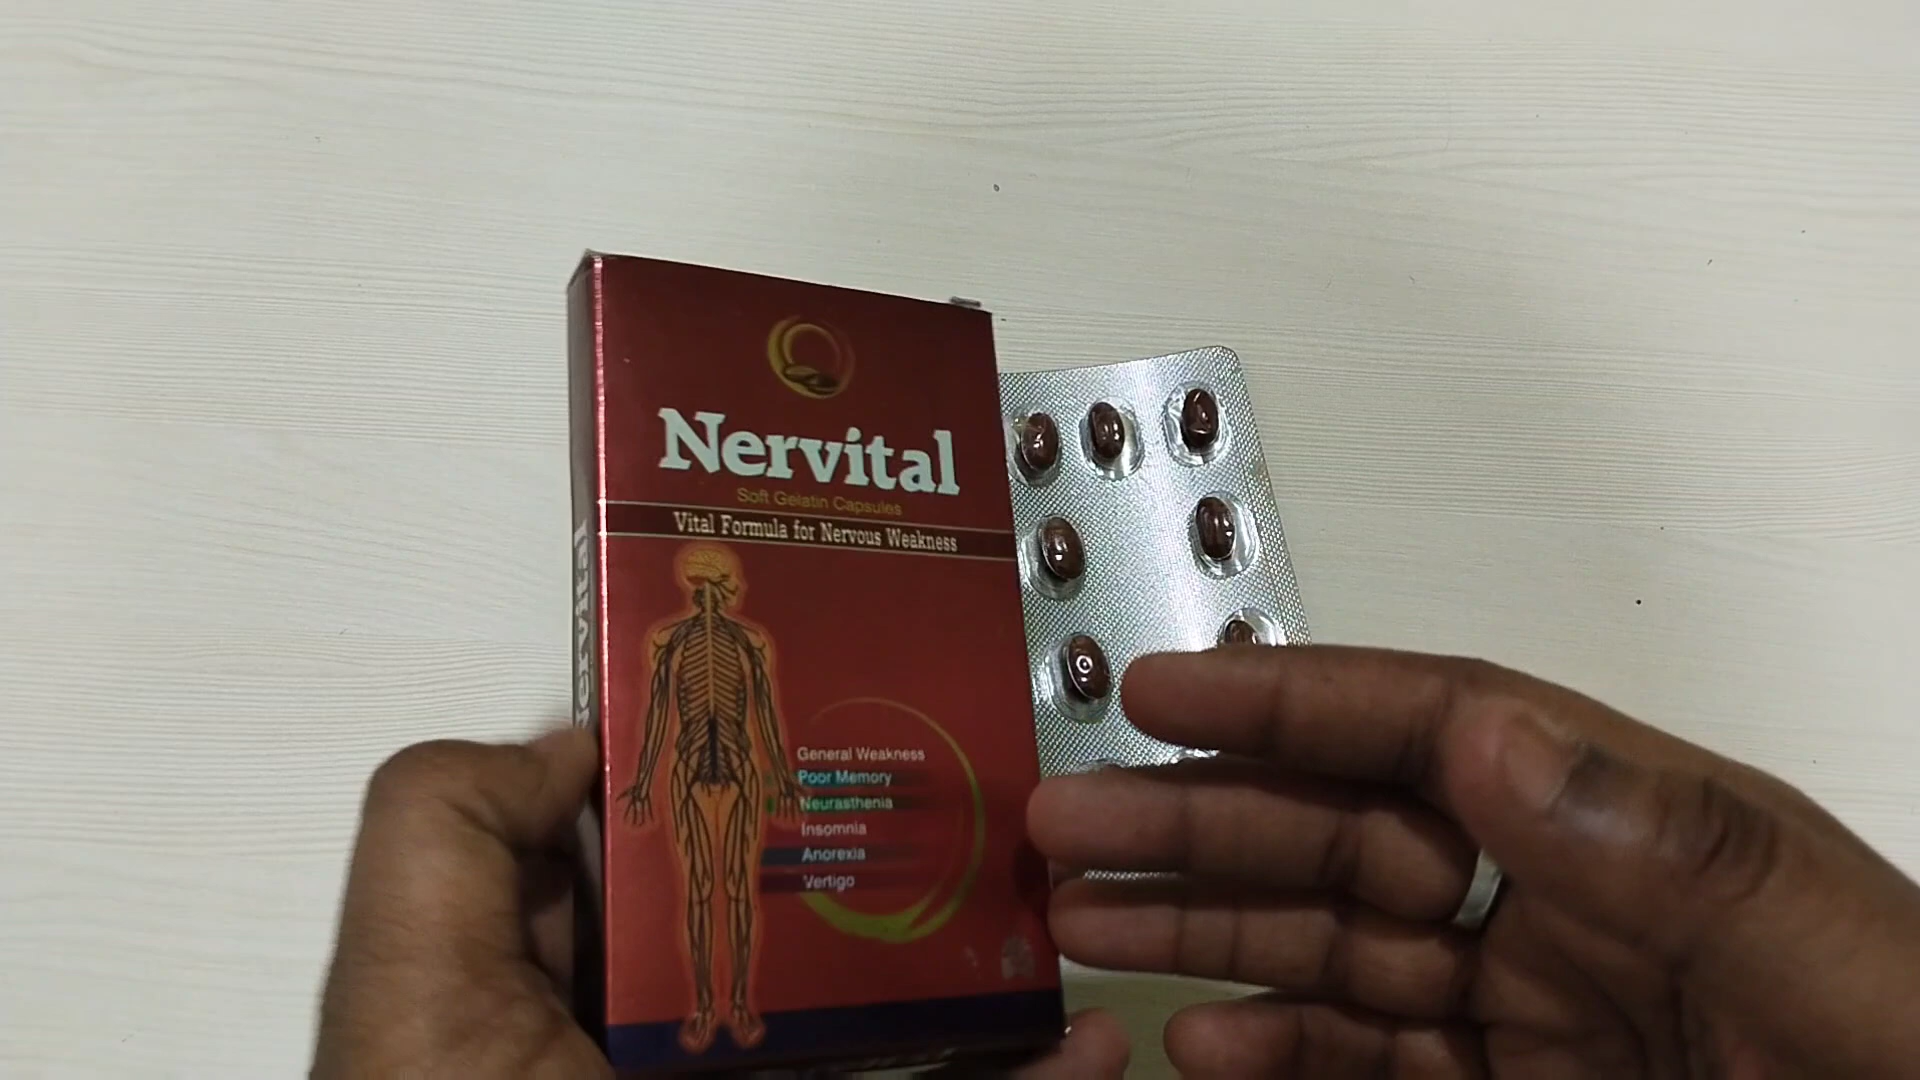 Nervital
Soft Gelatin Capsules
Vital Formula for Nervous Weakness
General Weakness
Poor Memory
Neurasthenia
Insomnia
Anorexia
Vertigo
Nervital